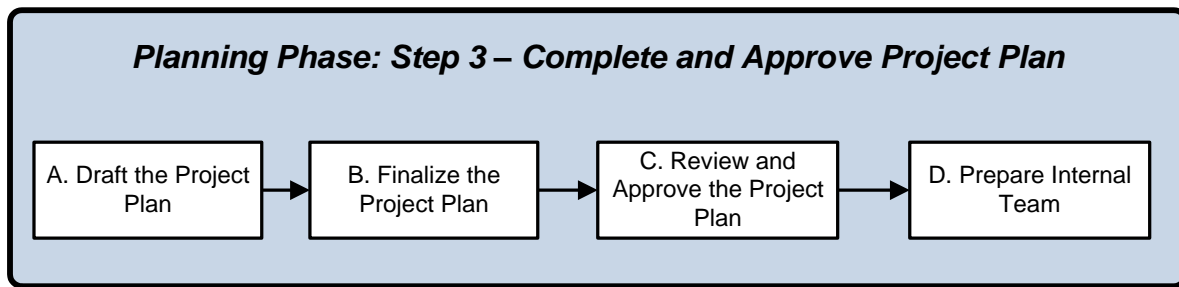 Planning Phase: Step 3 – Complete and Approve Project Plan
A. Draft the Project
Plan
B. Finalize the
Project Plan
C. Review and
Approve the Project
Plan
D. Prepare Internal
Team